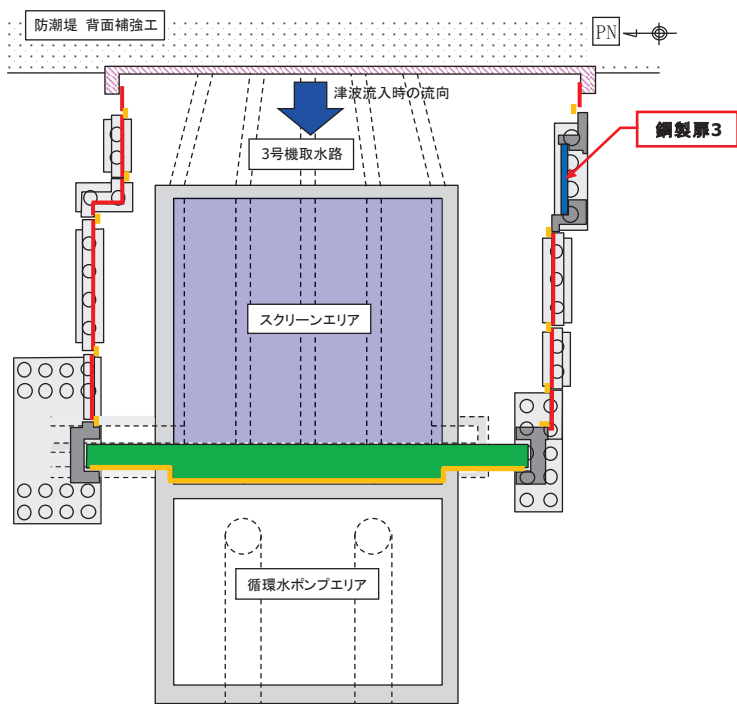 防潮堤 背面補強工
PN
津波流入時の流向
3号機取水路
鋼製扉3
スクリーンエリア
循環水ポンプエリア